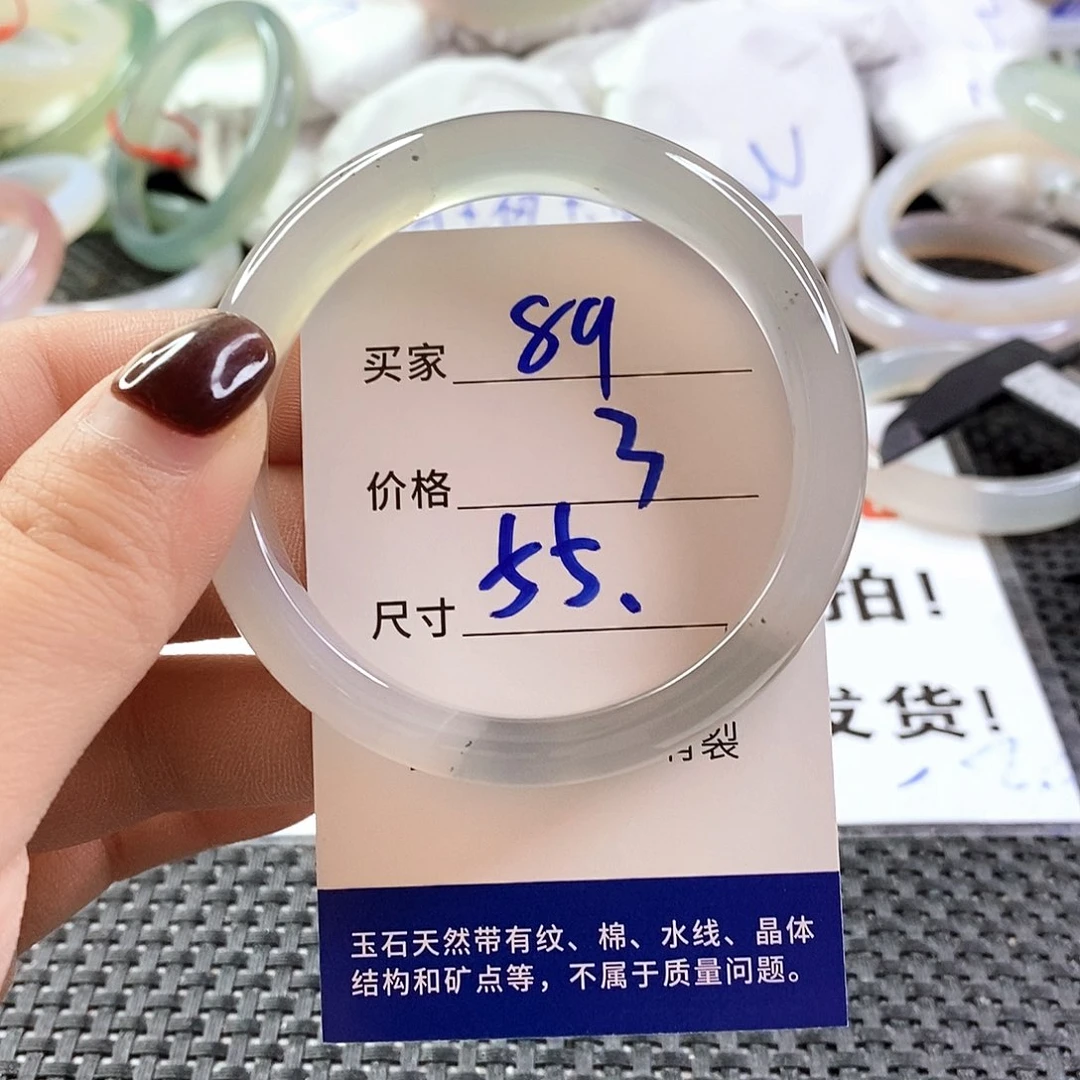 买家 89
价格 3
尺寸 55.
有裂
玉石天然带有纹、棉、水线、晶体
结构和矿点等，不属于质量问题。
拍！
发货！